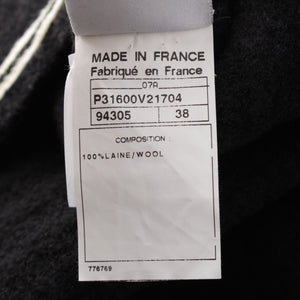 MADE IN FRANCE
Fabriqué en France
07A
P31600V21704
94305 38
COMPOSITION :
100%LAINE/WOOL
776769